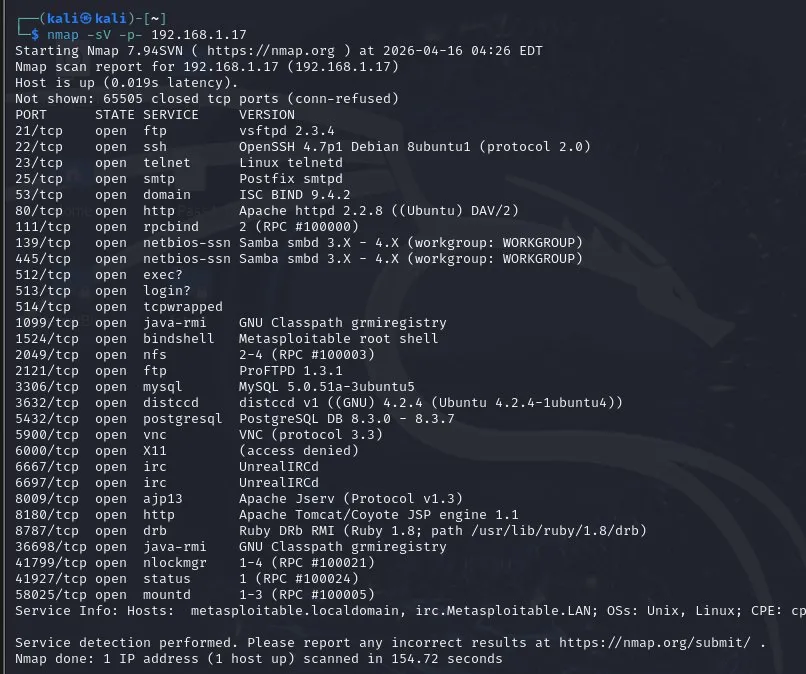 ┌──(kali㉿kali)-[~]
└─$ nmap -sV -p- 192.168.1.17
Starting Nmap 7.94SVN ( https://nmap.org ) at 2026-04-16 04:26 EDT
Nmap scan report for 192.168.1.17 (192.168.1.17)
Host is up (0.019s latency).
Not shown: 65505 closed tcp ports (conn-refused)
PORT      STATE SERVICE     VERSION
21/tcp    open  ftp         vsftpd 2.3.4
22/tcp    open  ssh         OpenSSH 4.7p1 Debian 8ubuntu1 (protocol 2.0)
23/tcp    open  telnet      Linux telnetd
25/tcp    open  smtp        Postfix smtpd
53/tcp    open  domain      ISC BIND 9.4.2
80/tcp    open  http        Apache httpd 2.2.8 ((Ubuntu) DAV/2)
111/tcp   open  rpcbind     2 (RPC #100000)
139/tcp   open  netbios-ssn Samba smbd 3.X - 4.X (workgroup: WORKGROUP)
445/tcp   open  netbios-ssn Samba smbd 3.X - 4.X (workgroup: WORKGROUP)
512/tcp   open  exec?
513/tcp   open  login?
514/tcp   open  tcpwrapped
1099/tcp  open  java-rmi    GNU Classpath grmiregistry
1524/tcp  open  bindshell   Metasploitable root shell
2049/tcp  open  nfs         2-4 (RPC #100003)
2121/tcp  open  ftp         ProFTPD 1.3.1
3306/tcp  open  mysql       MySQL 5.0.51a-3ubuntu5
3632/tcp  open  distccd     distccd v1 ((GNU) 4.2.4 (Ubuntu 4.2.4-1ubuntu4))
5432/tcp  open  postgresql  PostgreSQL DB 8.3.0 - 8.3.7
5900/tcp  open  vnc         VNC (protocol 3.3)
6000/tcp  open  X11         (access denied)
6667/tcp  open  irc         UnrealIRCd
6697/tcp  open  irc         UnrealIRCd
8009/tcp  open  ajp13       Apache Jserv (Protocol v1.3)
8180/tcp  open  http        Apache Tomcat/Coyote JSP engine 1.1
8787/tcp  open  drb         Ruby DRb RMI (Ruby 1.8; path /usr/lib/ruby/1.8/drb)
36698/tcp open  java-rmi    GNU Classpath grmiregistry
41799/tcp open  nlockmgr    1-4 (RPC #100021)
41927/tcp open  status      1 (RPC #100024)
58025/tcp open  mountd      1-3 (RPC #100005)
Service Info: Hosts:  metasploitable.localdomain, irc.Metasploitable.LAN; OSs: Unix, Linux; CPE: cp

Service detection performed. Please report any incorrect results at https://nmap.org/submit/ .
Nmap done: 1 IP address (1 host up) scanned in 154.72 seconds